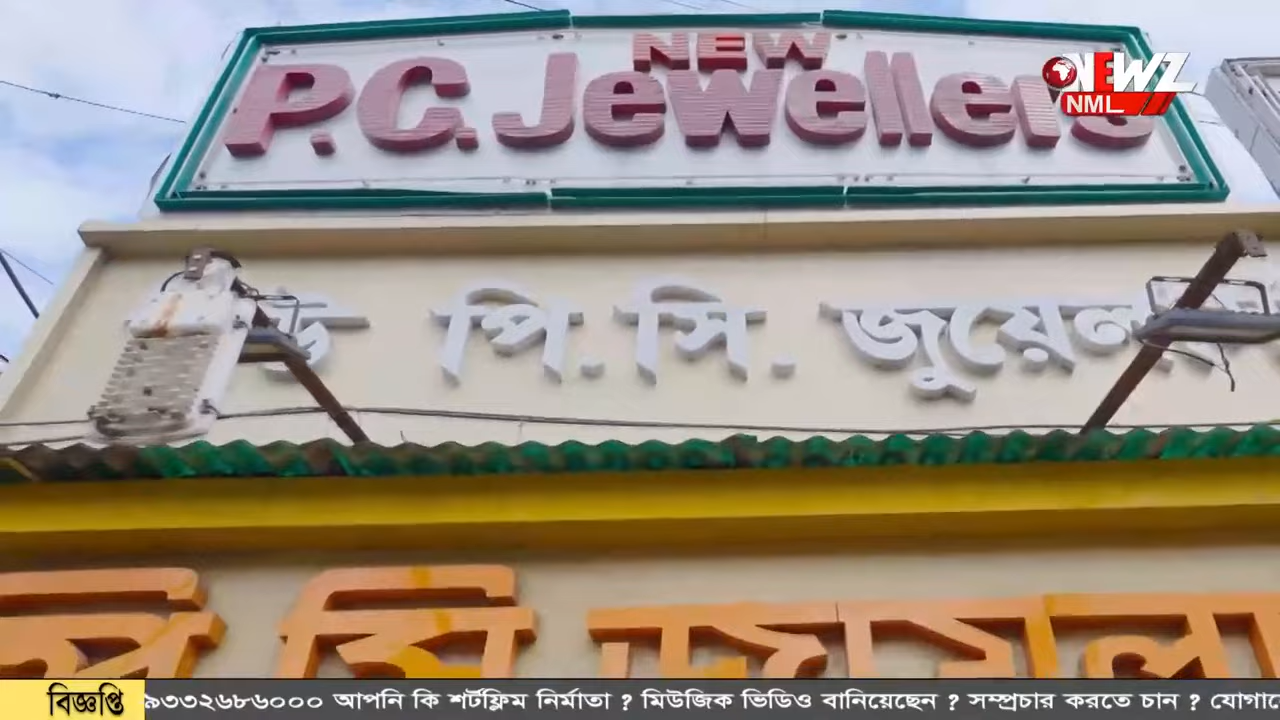 NEW
P.C. Jewellers
NEWZ
NML
উ পি. সি. জুয়েল
পি সি
বিজ্ঞপ্তি
৯৩৩২৬৮৬০০০ আপনি কি শর্টফ্লিম নির্মাতা ? মিউজিক ভিডিও বানিয়েছেন ? সম্প্রচার করতে চান ? যোগাযো